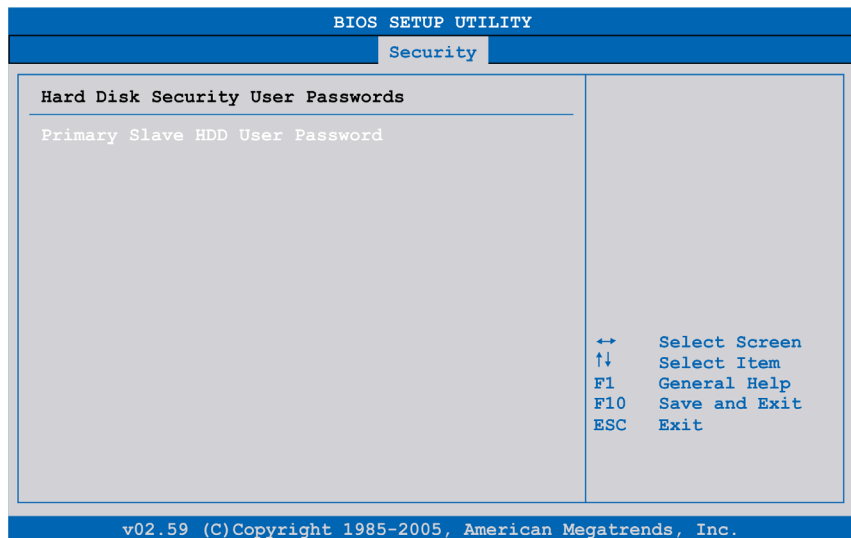 BIOS SETUP UTILITY
Security
Hard Disk Security User Passwords
Primary Slave HDD User Password
↔ Select Screen
↑↓ Select Item
F1 General Help
F10 Save and Exit
ESC Exit
v02.59 (C)Copyright 1985-2005, American Megatrends, Inc.